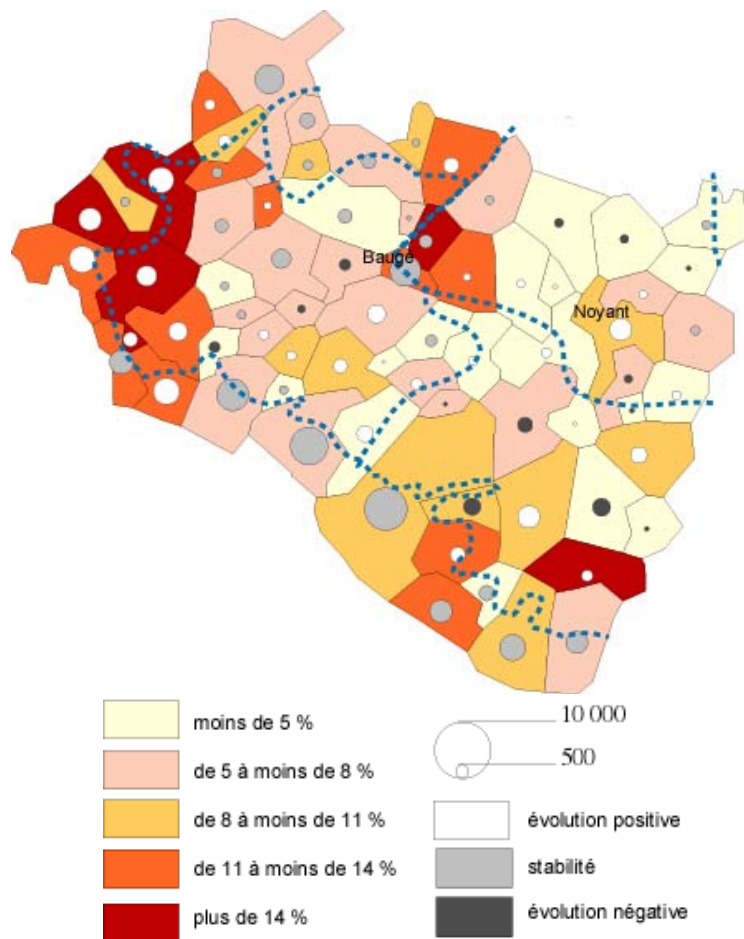 Baugé
Noyant
moins de 5 %
de 5 à moins de 8 %
de 8 à moins de 11 %
de 11 à moins de 14 %
plus de 14 %
10 000
500
évolution positive
stabilité
évolution négative